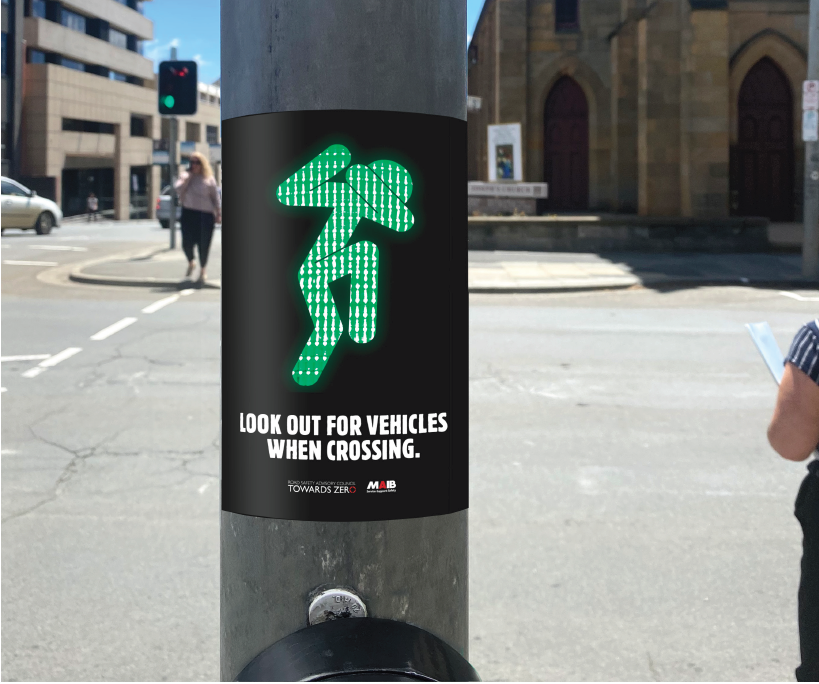 LOOK OUT FOR VEHICLES
WHEN CROSSING.
ROAD SAFETY ADVISORY COUNCIL
TOWARDS ZERO
MAIB